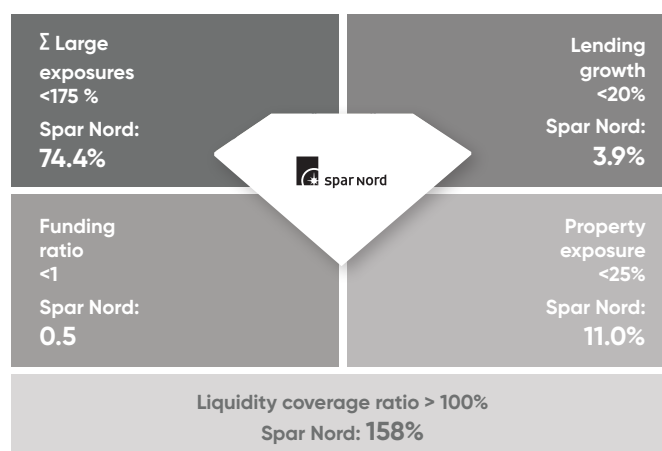 Σ Large
exposures
<175 %
Spar Nord:
74.4%
Lending
growth
<20%
Spar Nord:
3.9%
spar nord
Funding
ratio
<1
Spar Nord:
0.5
Property
exposure
<25%
Spar Nord:
11.0%
Liquidity coverage ratio > 100%
Spar Nord: 158%